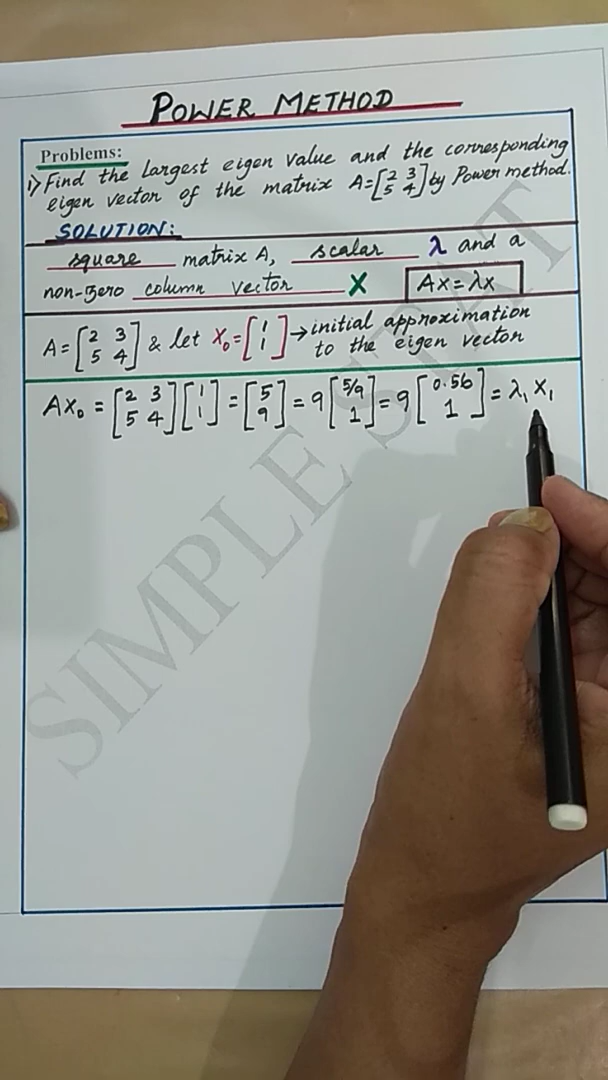 POWER METHOD
Problems:
1) Find the largest eigen value and the corresponding
eigen vector of the matrix A=[2 3; 5 4] by Power method.
SOLUTION:
square matrix A, scalar λ and a
non-zero column vector X AX=λX
A=[2 3; 5 4] & let X₀=[1; 1] → initial approximation
to the eigen vector
AX₀ = [2 3; 5 4][1; 1] = [5; 9] = 9[5/9; 1] = 9[0.56; 1] = λ₁X₁
SIMPLE STAT